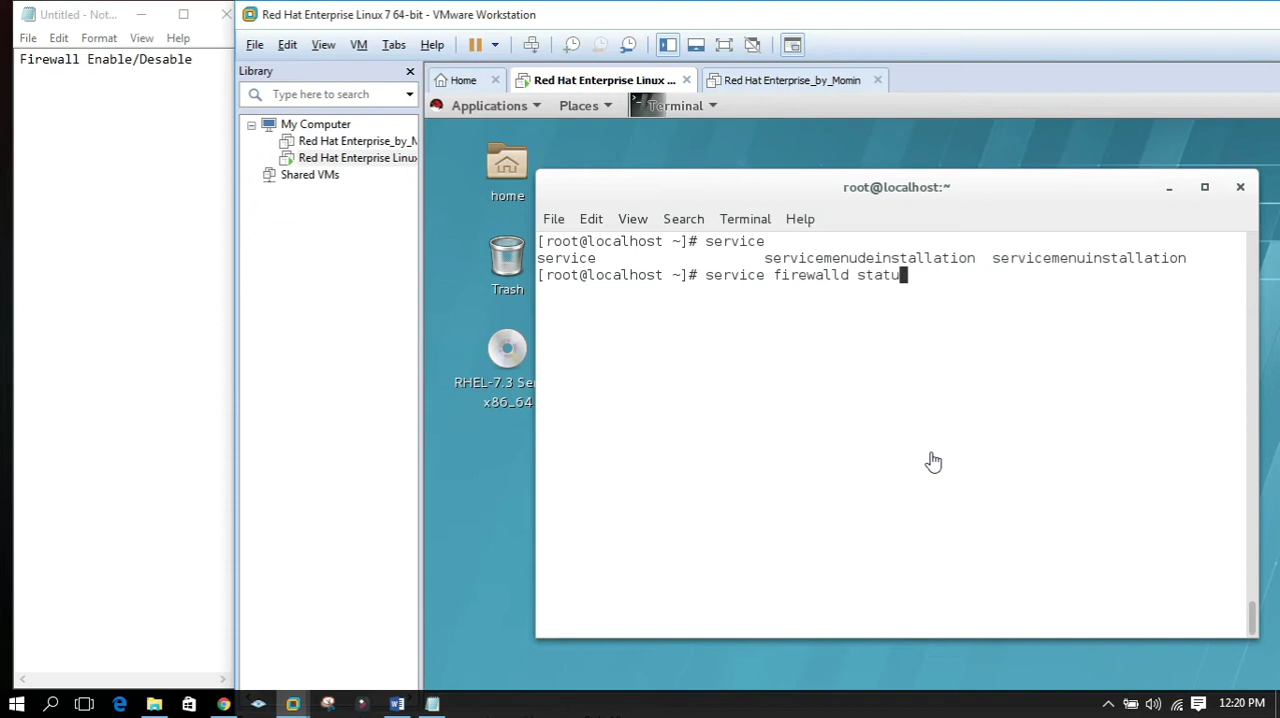 Untitled - Not...
File Edit Format View Help
Firewall Enable/Desable
Red Hat Enterprise Linux 7 64-bit - VMware Workstation
File Edit View VM Tabs Help
Library
Type here to search
My Computer
Red Hat Enterprise_by_M
Red Hat Enterprise Linux
Shared VMs
Home
Red Hat Enterprise Linux ...
Red Hat Enterprise_by_Momin
Applications Places Terminal
home
Trash
RHEL-7.3 Se
x86_64
root@localhost:~
File Edit View Search Terminal Help
[root@localhost ~]# service
service servicemenudeinstallation servicemenuinstallation
[root@localhost ~]# service firewalld statu
12:20 PM